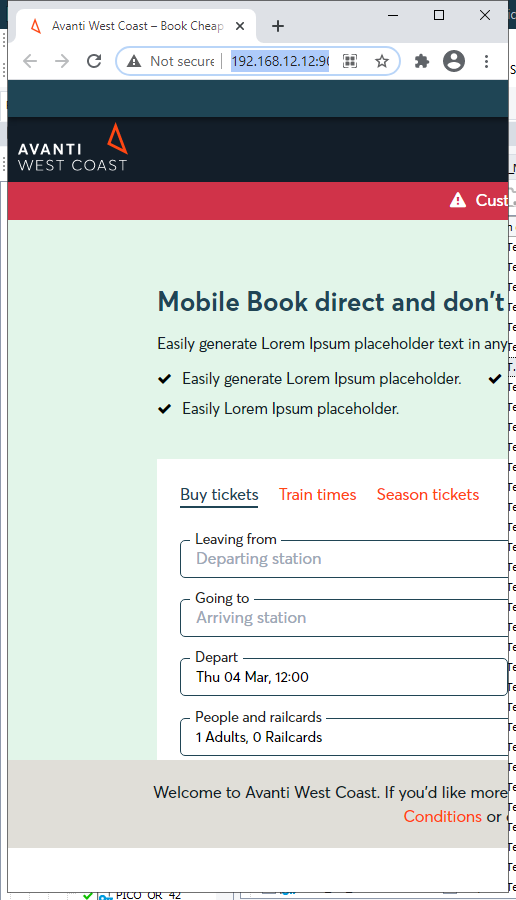 Avanti West Coast – Book Cheap
Not secure
192.168.12.12:90
AVANTI
WEST COAST
Cust
Mobile Book direct and don't
Easily generate Lorem Ipsum placeholder text in any
Easily generate Lorem Ipsum placeholder.
Easily Lorem Ipsum placeholder.
Buy tickets Train times Season tickets
Leaving from
Departing station
Going to
Arriving station
Depart
Thu 04 Mar, 12:00
People and railcards
1 Adults, 0 Railcards
Welcome to Avanti West Coast. If you'd like more
Conditions or
PICO_OR_42